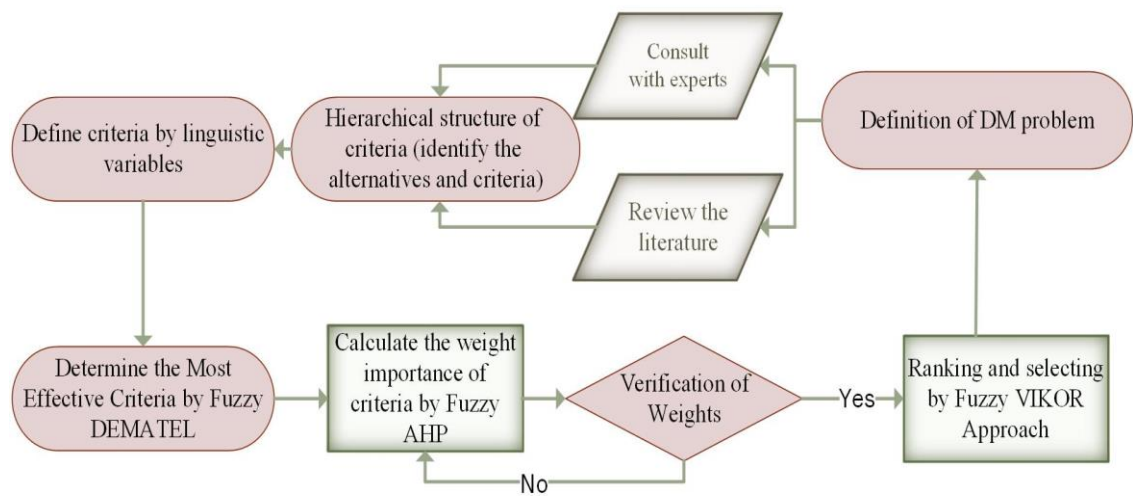 Consult
with experts
Define criteria by linguistic
variables
Hierarchical structure of
criteria (identify the
alternatives and criteria)
Definition of DM problem
Review the
literature
Determine the Most
Effective Criteria by Fuzzy
DEMATEL
Calculate the weight
importance of
criteria by Fuzzy
AHP
Verification of
Weights
Yes
Ranking and selecting
by Fuzzy VIKOR
Approach
No